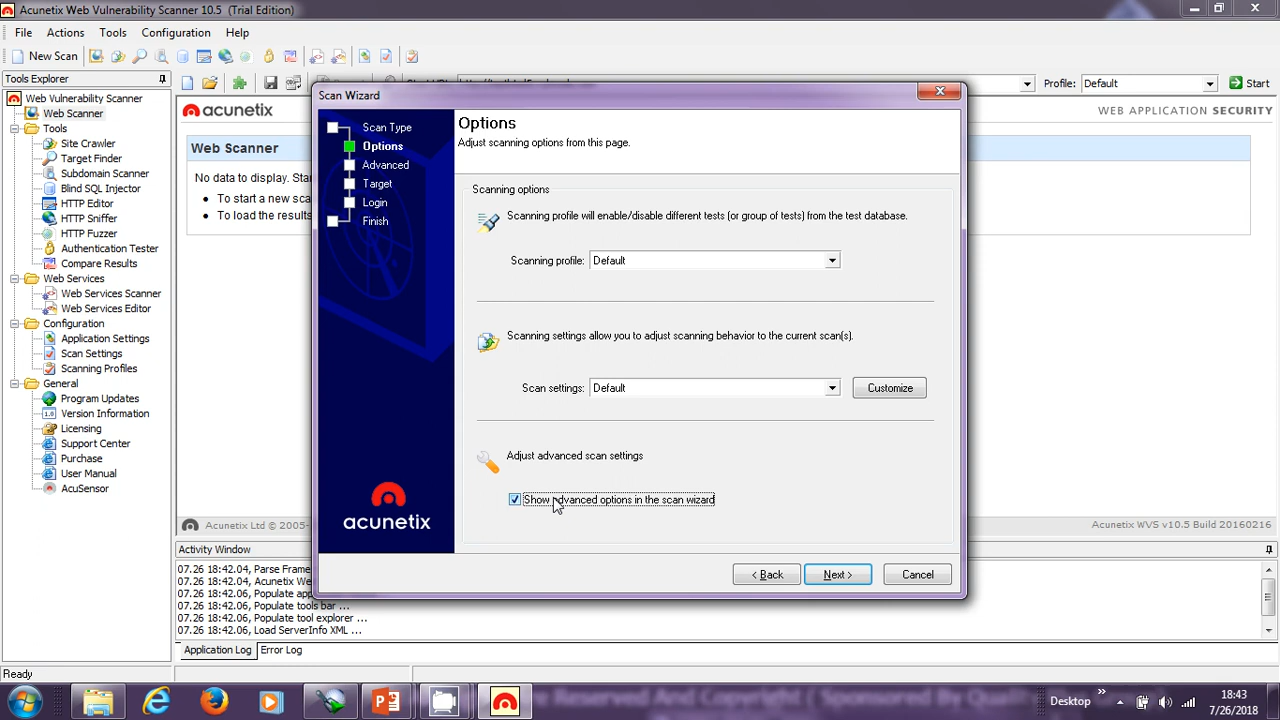 Acunetix Web Vulnerability Scanner 10.5 (Trial Edition)
File Actions Tools Configuration Help
New Scan
Tools Explorer
Profile: Default Start
Web Vulnerability Scanner
Web Scanner
Tools
Site Crawler
Target Finder
Subdomain Scanner
Blind SQL Injector
HTTP Editor
HTTP Sniffer
HTTP Fuzzer
Authentication Tester
Compare Results
Web Services
Web Services Scanner
Web Services Editor
Configuration
Application Settings
Scan Settings
Scanning Profiles
General
Program Updates
Version Information
Licensing
Support Center
Purchase
User Manual
AcuSensor
acunetix
WEB APPLICATION SECURITY
Web Scanner
No data to display.
To start a new
To load the results
Scan Wizard
Scan Type
Options
Advanced
Target
Login
Finish
acunetix
Options
Adjust scanning options from this page.
Scanning options
Scanning profile will enable/disable different tests (or group of tests) from the test database.
Scanning profile: Default
Scanning settings allow you to adjust scanning behavior to the current scan(s).
Scan settings: Default Customize
Adjust advanced scan settings
Show advanced options in the scan wizard
< Back Next > Cancel
Acunetix Ltd © 2005-
Acunetix WVS v10.5 Build 20160216
Activity Window
07.26 18:42.04, Parse Frame
07.26 18:42.04, Acunetix We
07.26 18:42.06, Populate
07.26 18:42.06, Populate tools bar ...
07.26 18:42.06, Populate tool explorer ...
07.26 18:42.06, Load ServerInfo XML ...
Application Log Error Log
Ready
Desktop
18:43
7/26/2018